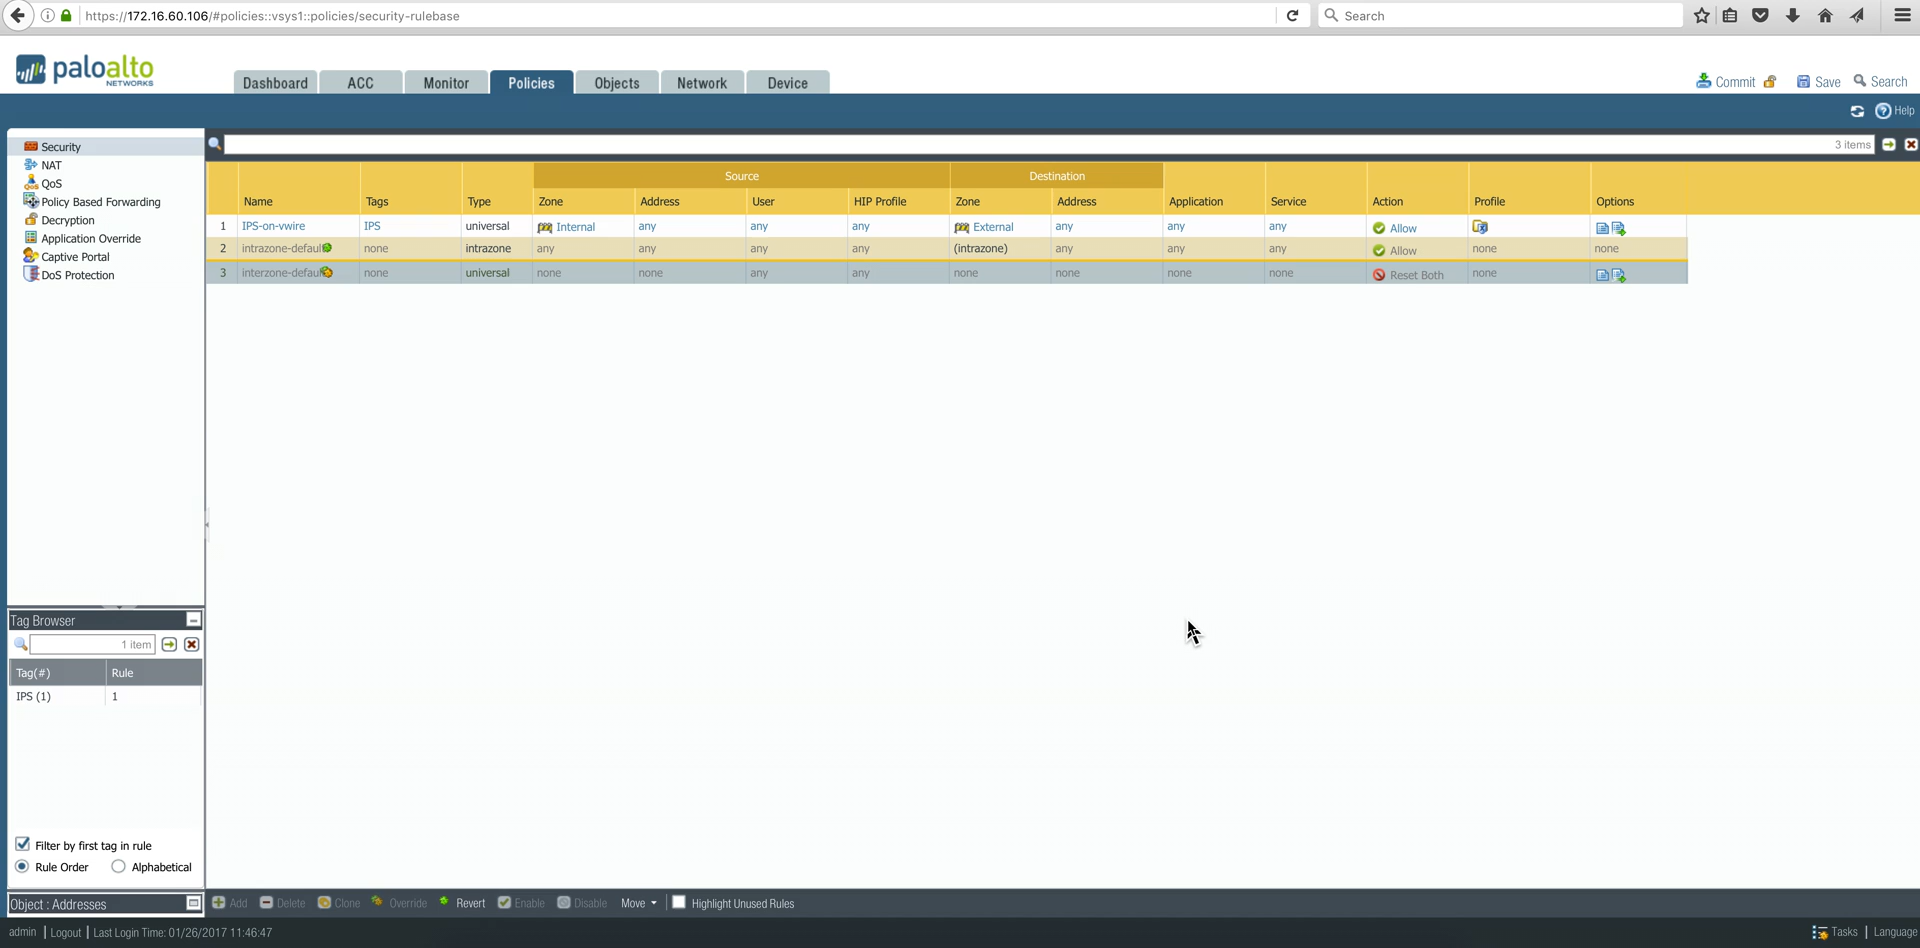 https://172.16.60.106/#policies::vsys1::policies/security-rulebase
Search
paloalto
NETWORKS
Dashboard ACC Monitor Policies Objects Network Device
Commit Save Search
Help
Security
NAT
QoS
Policy Based Forwarding
Decryption
Application Override
Captive Portal
DoS Protection
3 items
Source Destination
Name Tags Type Zone Address User HIP Profile Zone Address Application Service Action Profile Options
1 IPS-on-vwire IPS universal Internal any any any External any any any Allow
2 intrazone-defaul none intrazone any any any any (intrazone) any any any Allow none none
3 interzone-defaul none universal none none any any none none none none Reset Both none
Tag Browser
1 item
Tag(#) Rule
IPS (1) 1
Filter by first tag in rule
Rule Order Alphabetical
Object : Addresses
Add Delete Clone Override Revert Enable Disable Move Highlight Unused Rules
admin | Logout | Last Login Time: 01/26/2017 11:46:47
Tasks | Language